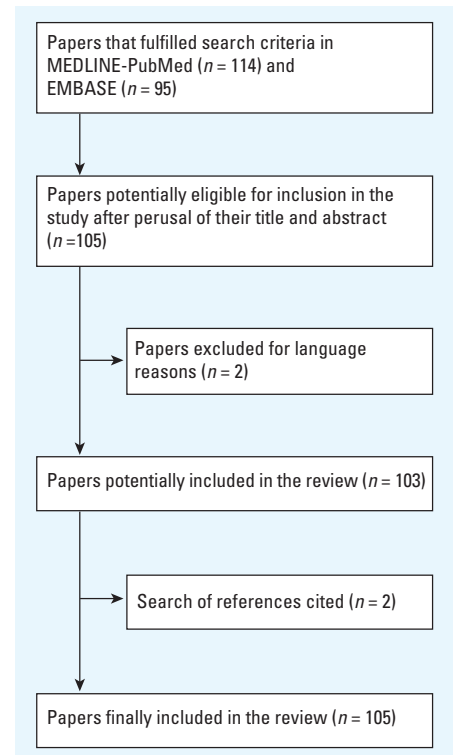 Papers that fulfilled search criteria in
MEDLINE-PubMed (n = 114) and
EMBASE (n = 95)
Papers potentially eligible for inclusion in the
study after perusal of their title and abstract
(n =105)
Papers excluded for language
reasons (n = 2)
Papers potentially included in the review (n = 103)
Search of references cited (n = 2)
Papers finally included in the review (n = 105)